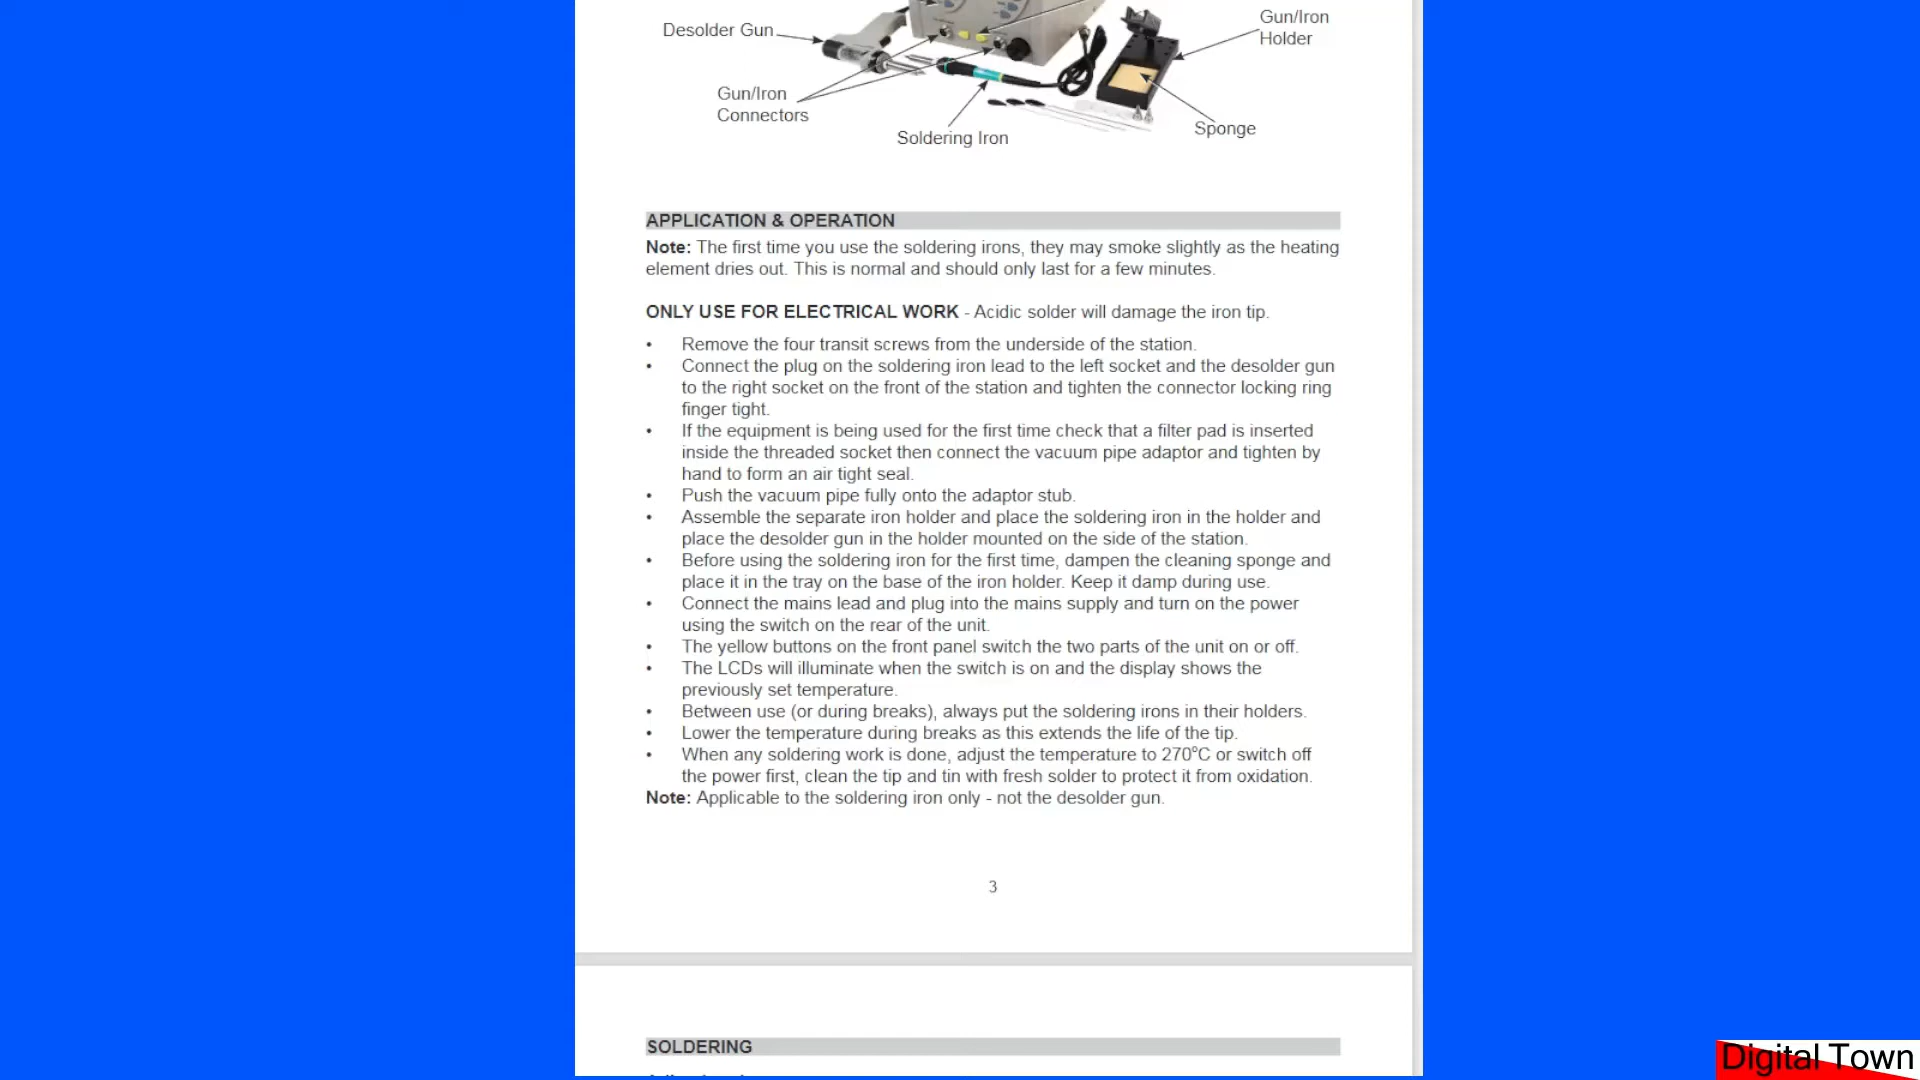 Desolder Gun
Gun/Iron
Holder
Gun/Iron
Connectors
Soldering Iron
Sponge
APPLICATION & OPERATION
Note: The first time you use the soldering irons, they may smoke slightly as the heating
element dries out. This is normal and should only last for a few minutes.
ONLY USE FOR ELECTRICAL WORK - Acidic solder will damage the iron tip.
• Remove the four transit screws from the underside of the station.
• Connect the plug on the soldering iron lead to the left socket and the desolder gun
to the right socket on the front of the station and tighten the connector locking ring
finger tight.
• If the equipment is being used for the first time check that a filter pad is inserted
inside the threaded socket then connect the vacuum pipe adaptor and tighten by
hand to form an air tight seal.
• Push the vacuum pipe fully onto the adaptor stub.
• Assemble the separate iron holder and place the soldering iron in the holder and
place the desolder gun in the holder mounted on the side of the station.
• Before using the soldering iron for the first time, dampen the cleaning sponge and
place it in the tray on the base of the iron holder. Keep it damp during use.
• Connect the mains lead and plug into the mains supply and turn on the power
using the switch on the rear of the unit.
• The yellow buttons on the front panel switch the two parts of the unit on or off.
• The LCDs will illuminate when the switch is on and the display shows the
previously set temperature.
• Between use (or during breaks), always put the soldering irons in their holders.
• Lower the temperature during breaks as this extends the life of the tip.
• When any soldering work is done, adjust the temperature to 270°C or switch off
the power first, clean the tip and tin with fresh solder to protect it from oxidation.
Note: Applicable to the soldering iron only - not the desolder gun.
3
SOLDERING
Digital Town